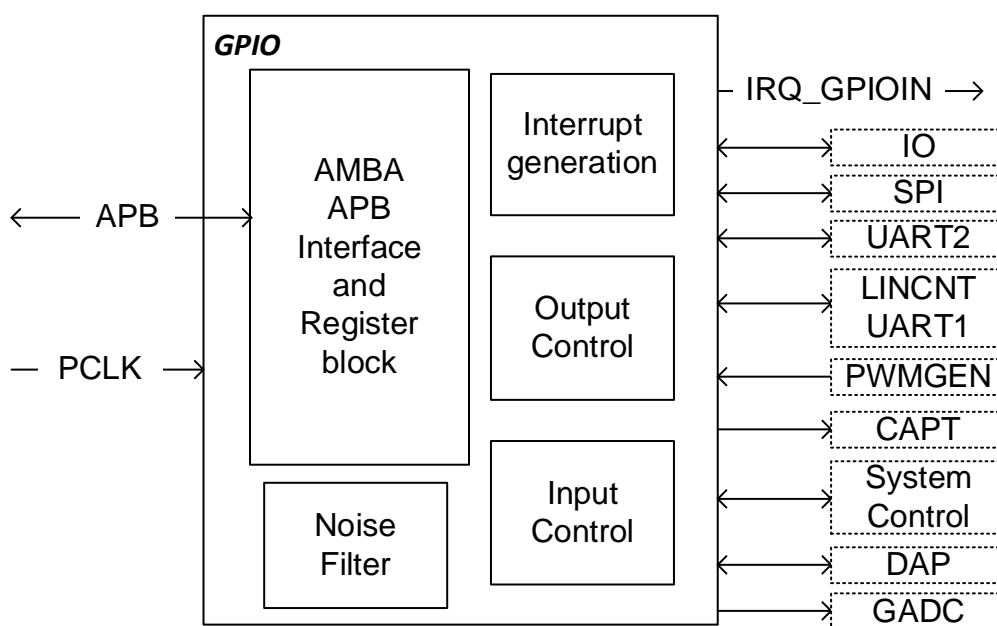 GPIO
AMBA
APB
Interface
and
Register
block
Interrupt
generation
Output
Control
Input
Control
Noise
Filter
APB
PCLK
IRQ_GPIOIN
IO
SPI
UART2
LINCNT
UART1
PWMGEN
CAPT
System
Control
DAP
GADC